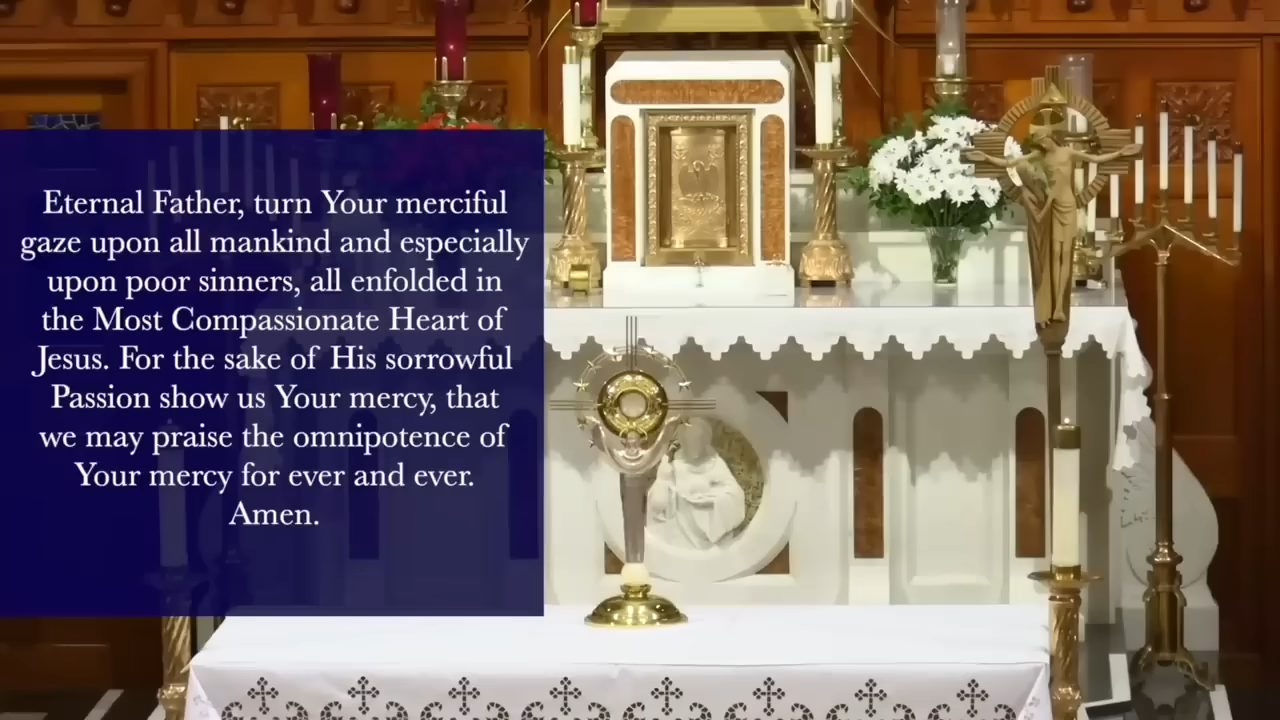 Eternal Father, turn Your merciful
gaze upon all mankind and especially
upon poor sinners, all enfolded in
the Most Compassionate Heart of
Jesus. For the sake of His sorrowful
Passion show us Your mercy, that
we may praise the omnipotence of
Your mercy for ever and ever.
Amen.